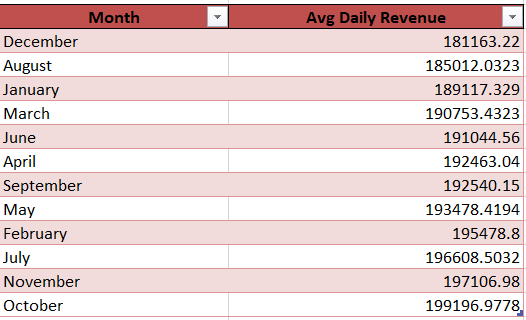 Month Avg Daily Revenue
December 181163.22
August 185012.0323
January 189117.329
March 190753.4323
June 191044.56
April 192463.04
September 192540.15
May 193478.4194
February 195478.8
July 196608.5032
November 197106.98
October 199196.9778